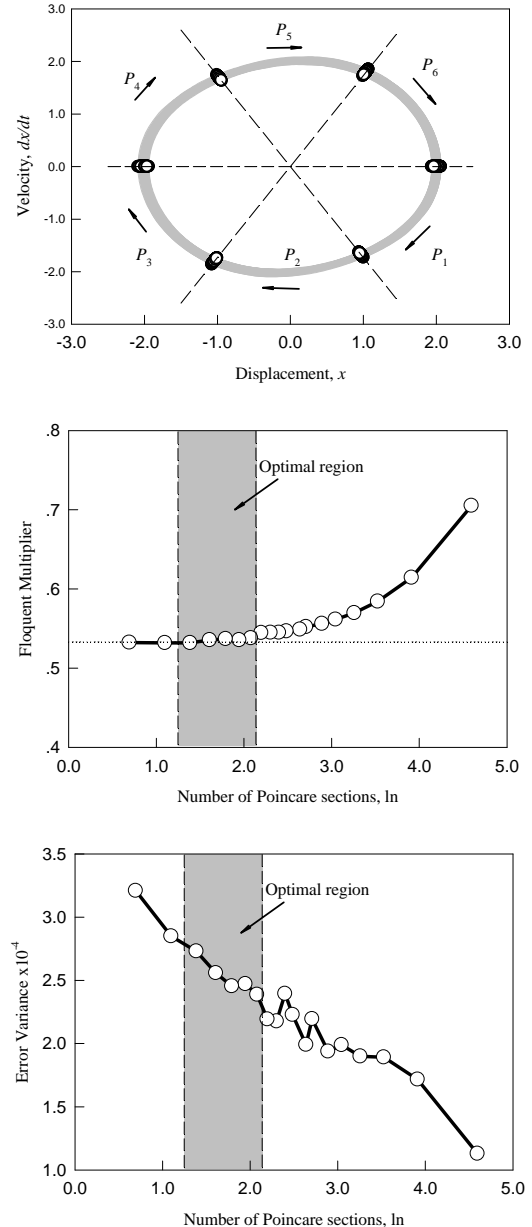 3.0
2.0
1.0
0.0
-1.0
-2.0
-3.0
Velocity, dx/dt
P5
P4
P6
P3
P2
P1
-3.0 -2.0 -1.0 0.0 1.0 2.0 3.0
Displacement, x
.8
.7
.6
.5
.4
Floquent Multiplier
Optimal region
0.0 1.0 2.0 3.0 4.0 5.0
Number of Poincare sections, ln
3.5
3.0
2.5
2.0
1.5
1.0
Error Variance x10-4
Optimal region
0.0 1.0 2.0 3.0 4.0 5.0
Number of Poincare sections, ln